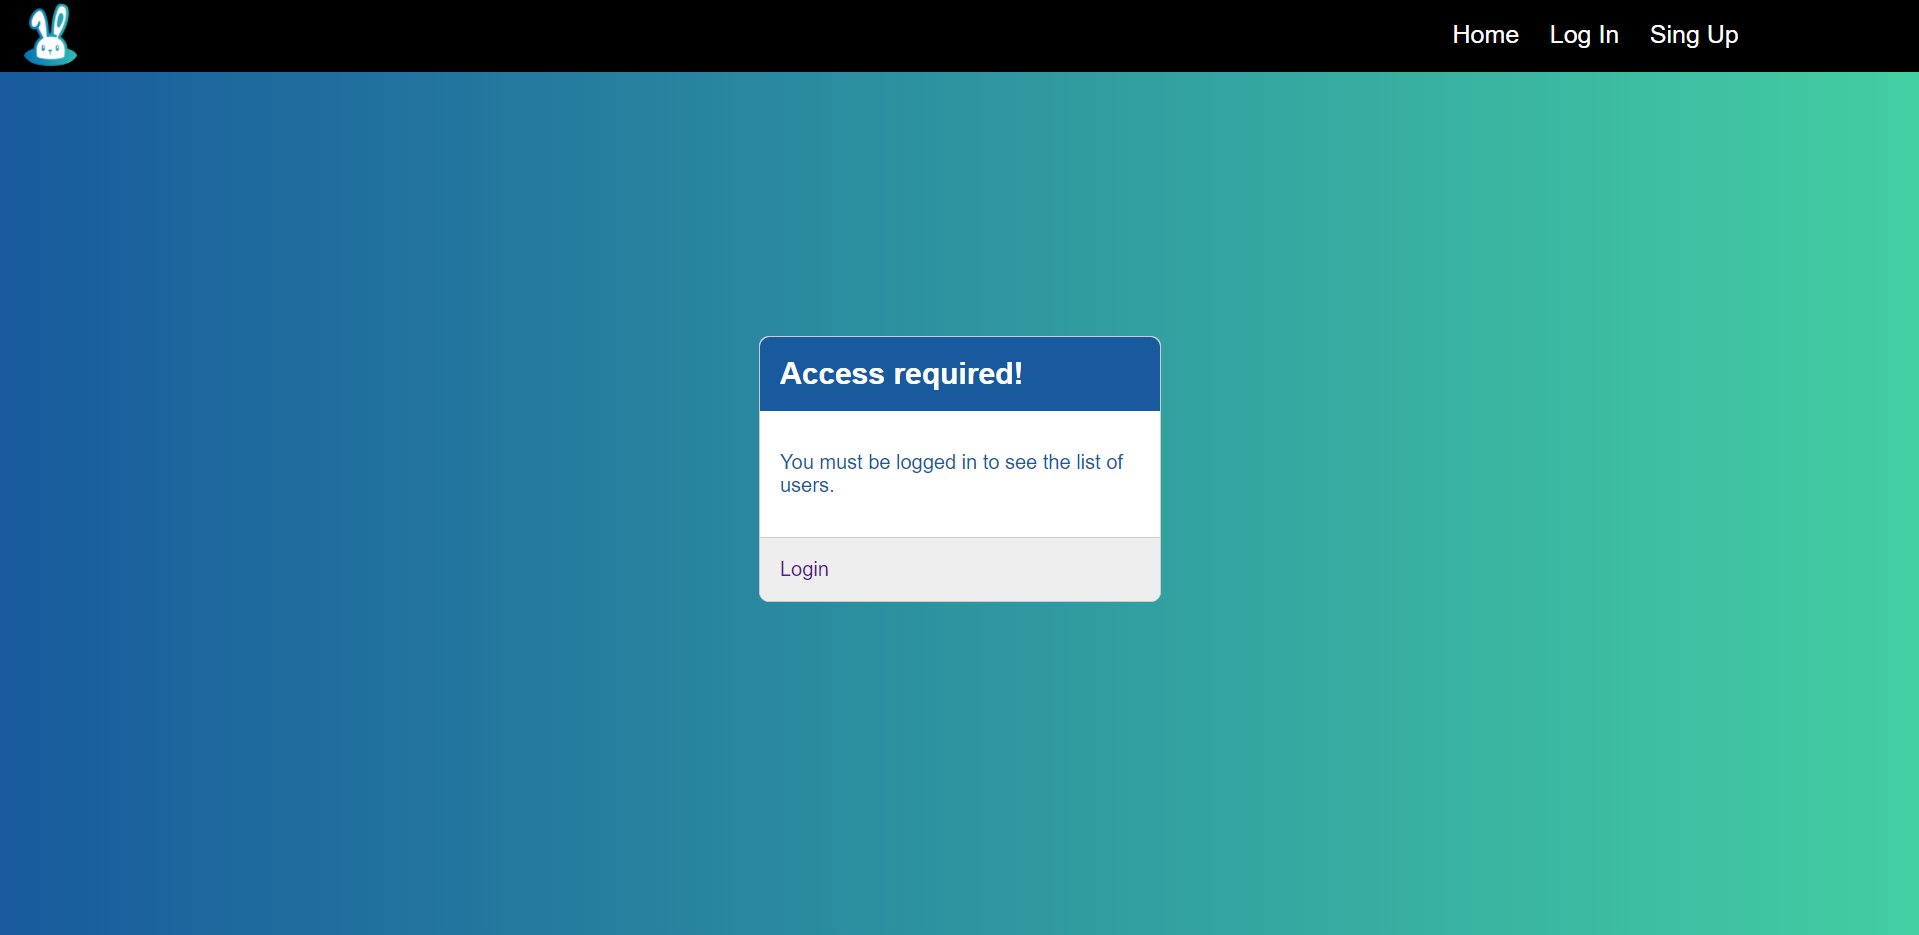 Home Log In Sing Up
Access required!
You must be logged in to see the list of
users.
Login